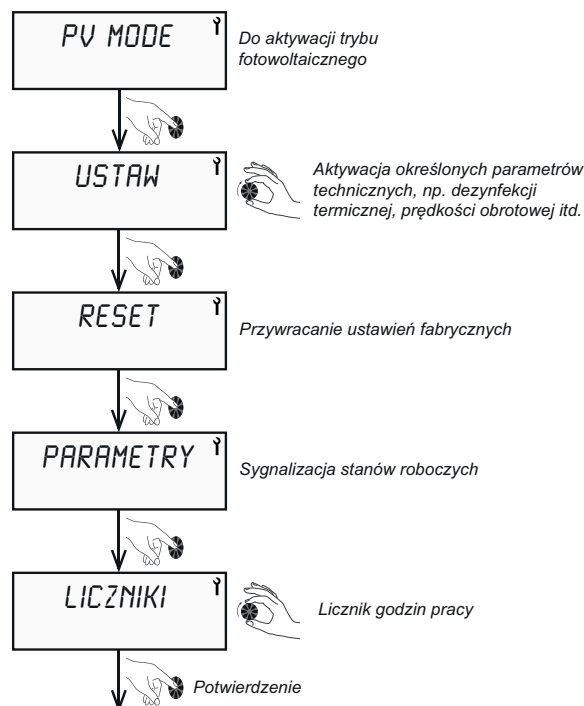 PV MODE
Do aktywacji trybu
fotowoltaicznego
USTAW
Aktywacja określonych parametrów
technicznych, np. dezynfekcji
termicznej, prędkości obrotowej itd.
RESET
Przywracanie ustawień fabrycznych
PARAMETRY
Sygnalizacja stanów roboczych
LICZNIKI
Licznik godzin pracy
Potwierdzenie